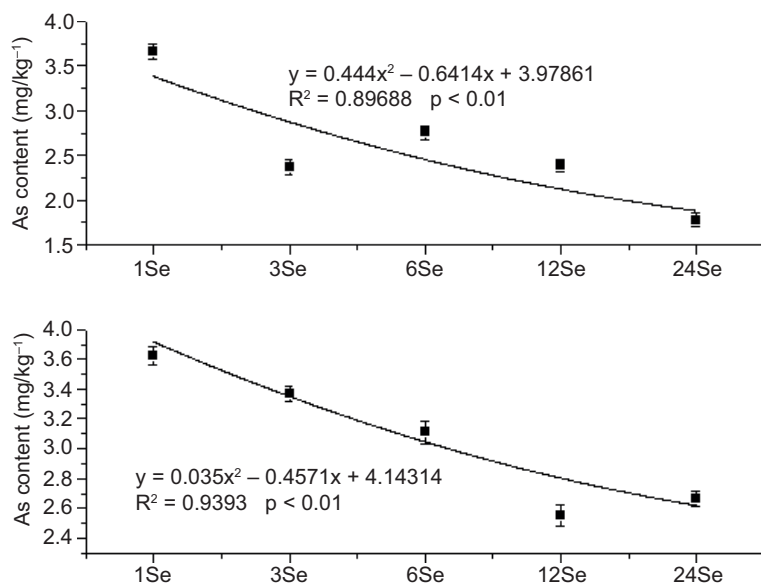 4.0
3.5
3.0
2.5
2.0
1.5
As content (mg/kg⁻¹)
y = 0.444x² – 0.6414x + 3.97861
R² = 0.89688 p < 0.01
1Se 3Se 6Se 12Se 24Se
4.0
3.6
3.4
3.2
3.0
2.8
2.6
2.4
As content (mg/kg⁻¹)
y = 0.035x² – 0.4571x + 4.14314
R² = 0.9393 p < 0.01
1Se 3Se 6Se 12Se 24Se